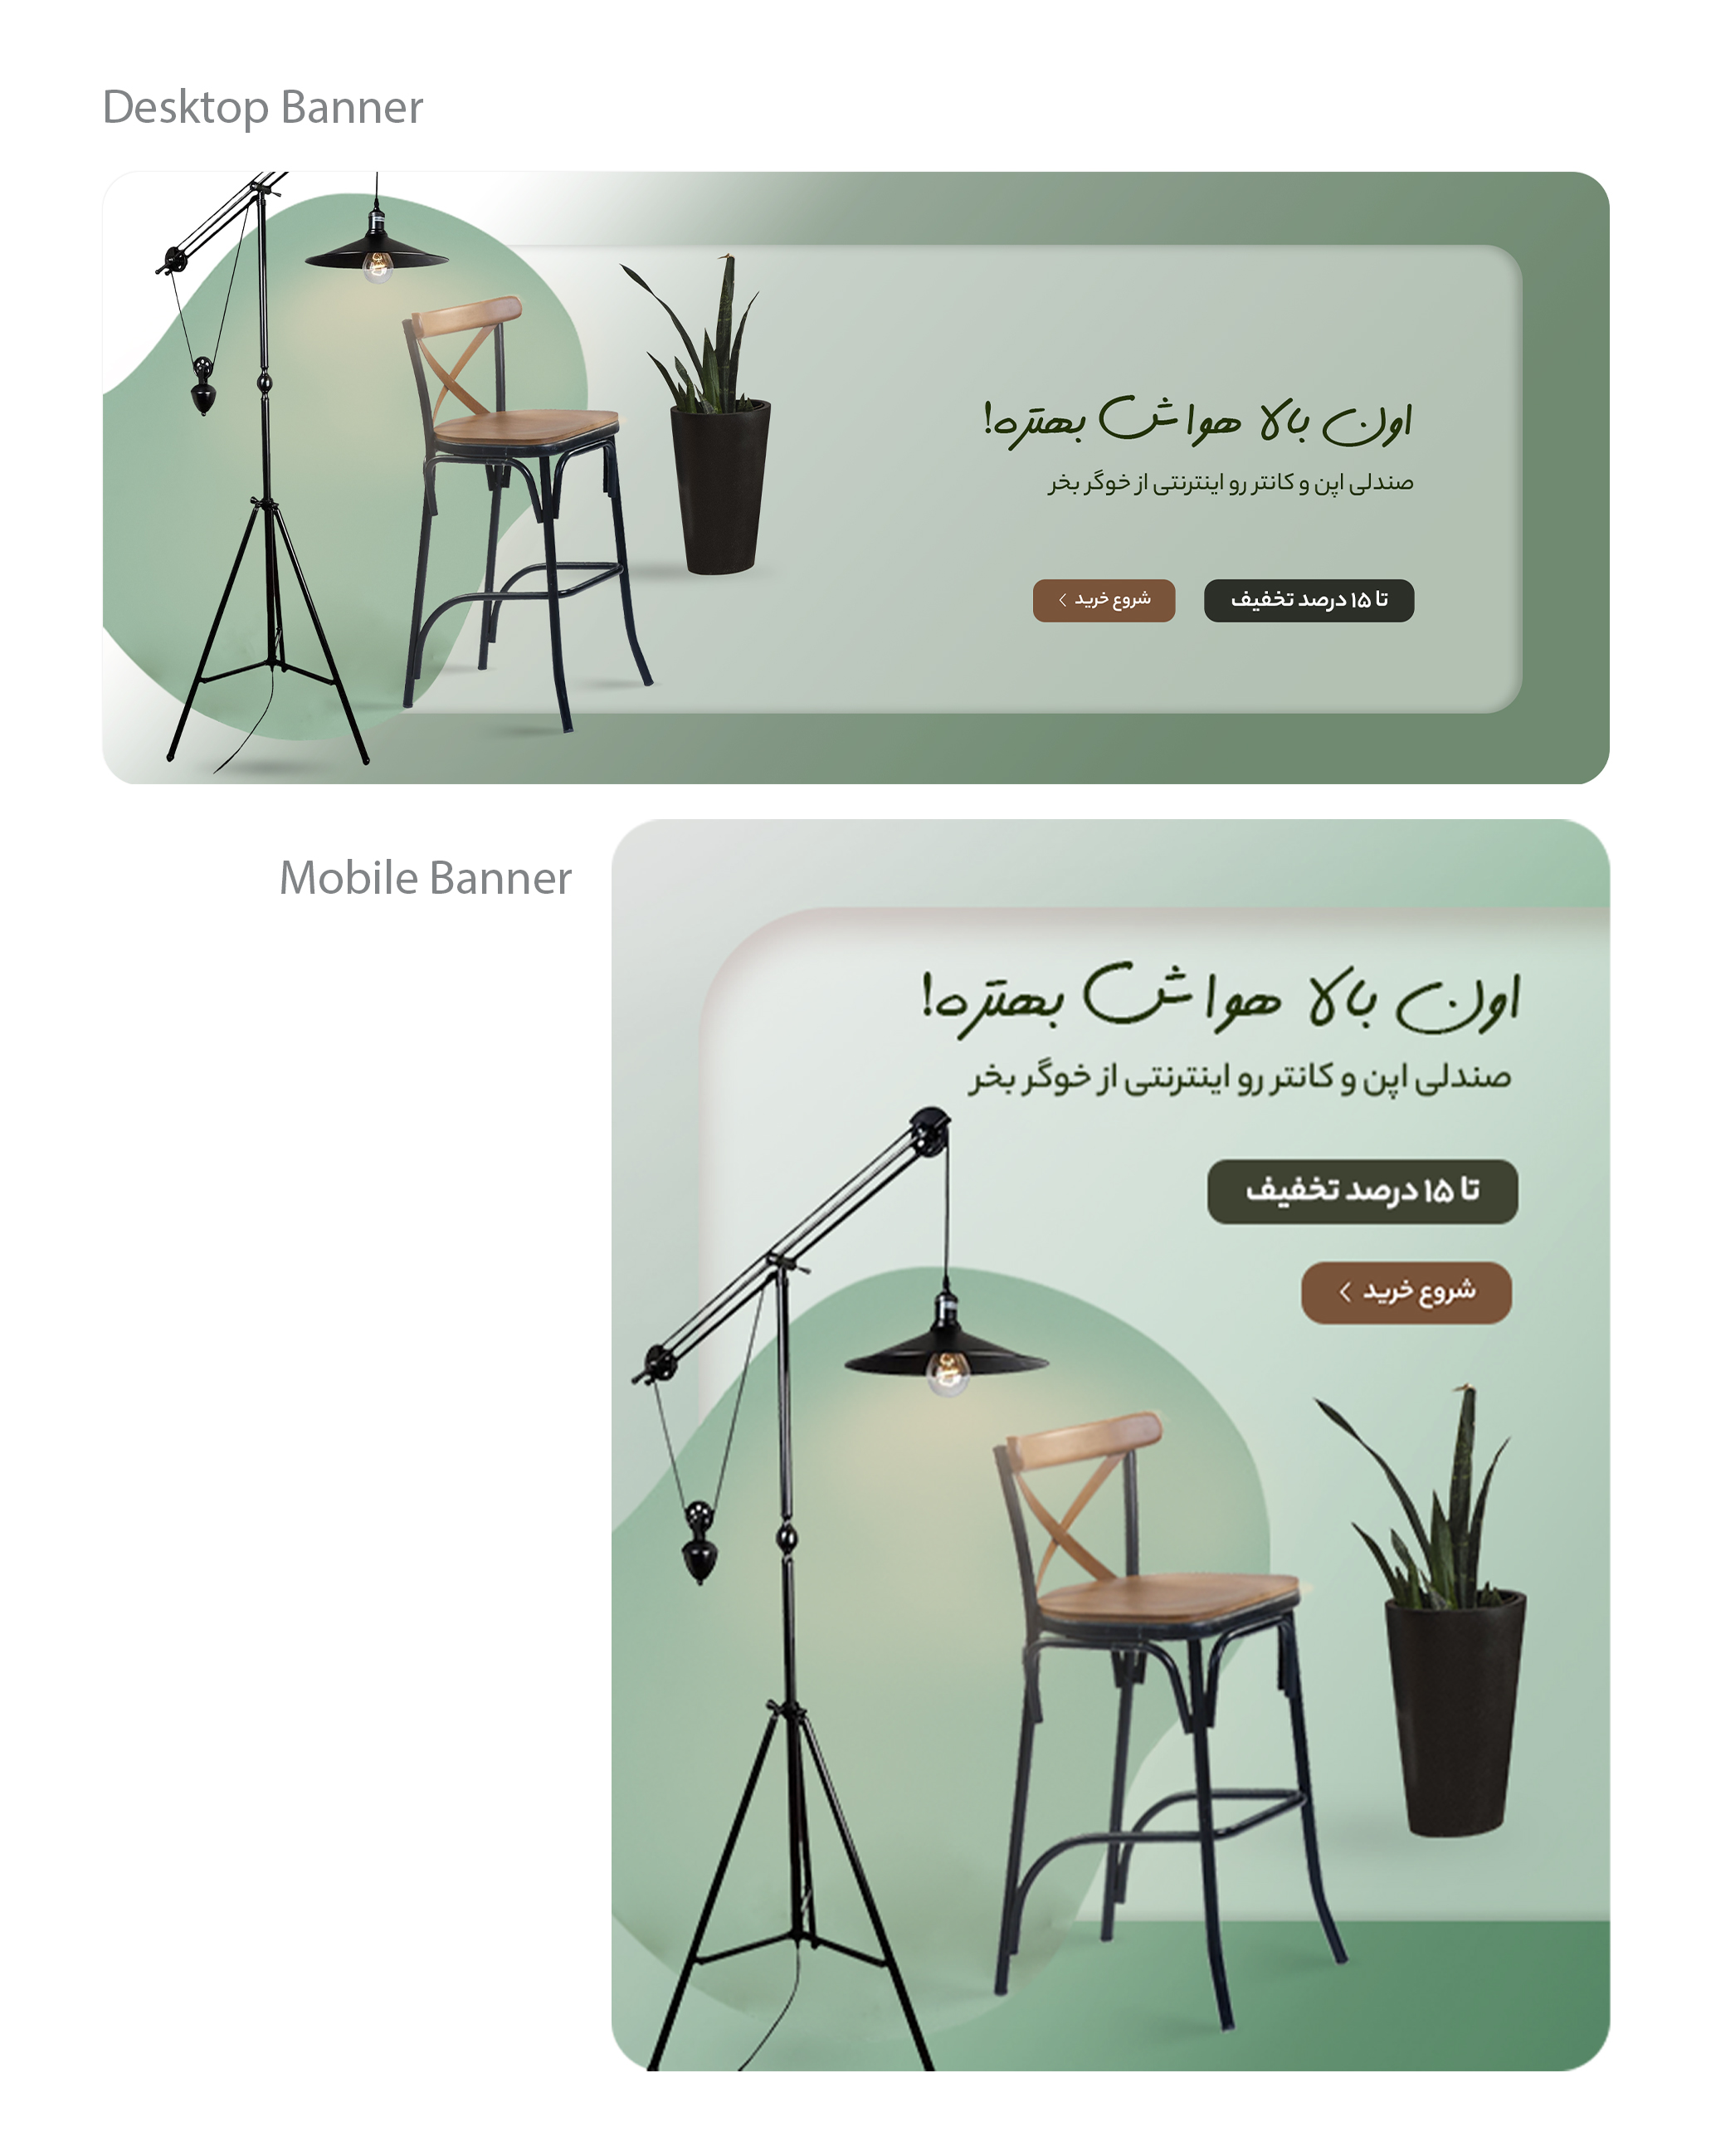 Desktop Banner
اون بالا هواش بهتره!
صندلی اپن و کانتر رو اینترنتی از خوگر بخر
تا ۱۵ درصد تخفیف
شروع خرید >
Mobile Banner
اون بالا هواش بهتره!
صندلی اپن و کانتر رو اینترنتی از خوگر بخر
تا ۱۵ درصد تخفیف
شروع خرید >